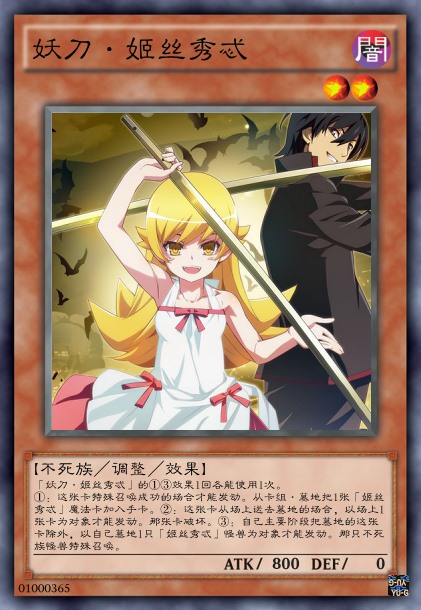 妖刀・姬丝秀忒
闇
【不死族／调整／效果】
「妖刀・姬丝秀忒」的①③效果1回各能使用1次。
①：这张卡特殊召唤成功的场合才能发动。从卡组・墓地把1张「姬丝
秀忒」魔法卡加入手卡。②：这张卡从场上送去墓地的场合，以场上1
张卡为对象才能发动。那张卡破坏。③：自己主要阶段把墓地的这张
卡除外，以自己墓地1只「姬丝秀忒」怪兽为对象才能发动。那只不死
族怪兽特殊召唤。
ATK/ 800 DEF/ 0
01000365